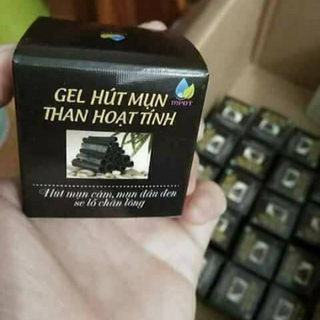 GEL HÚT MỤN
THAN HOẠT TÍNH
Hút mụn cám, mụn đầu đen
se lỗ chân lông